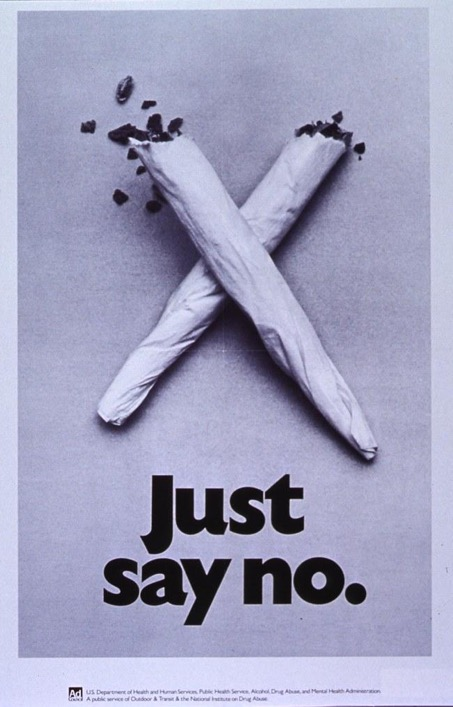 Just
say no.
Ad
Council
U.S. Department of Health and Human Services, Public Health Service, Alcohol, Drug Abuse, and Mental Health Administration.
A public service of Outdoor & Transit & the National Institute on Drug Abuse.